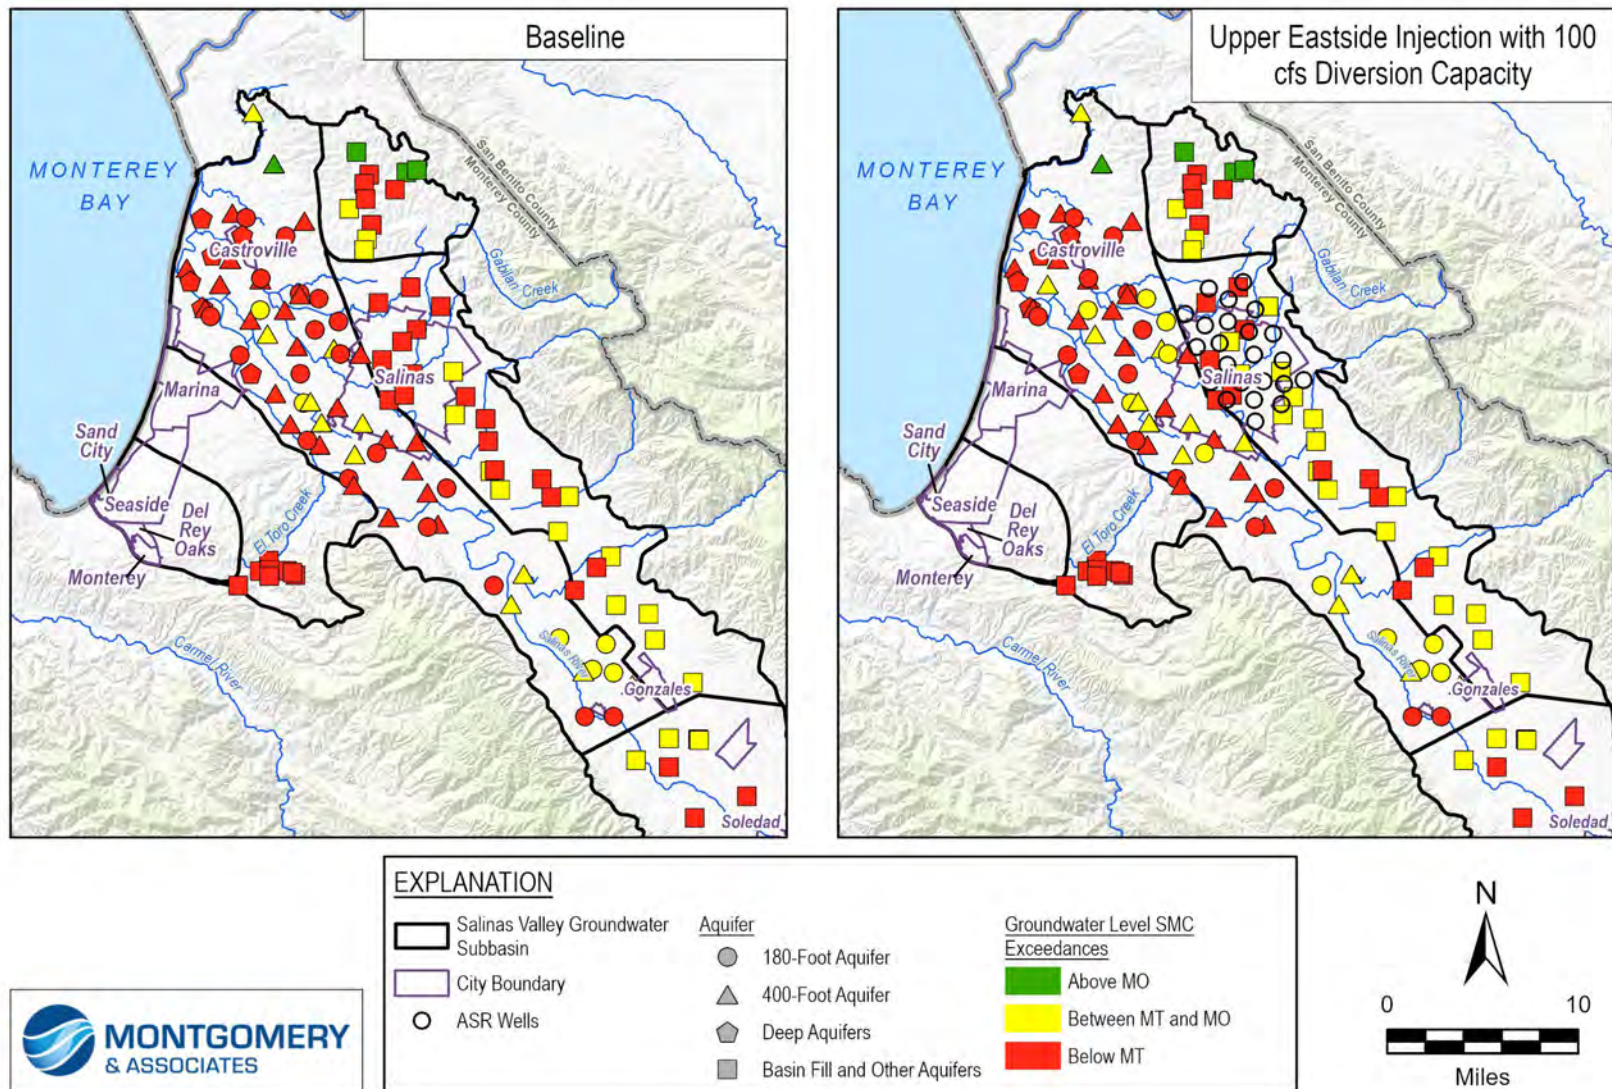 Baseline
MONTEREY
BAY
San Benito County
Monterey County
Castroville
Gabilan Creek
Marina
Salinas
Sand
City
Seaside
Del
Rey
Oaks
Monterey
El Toro Creek
Carmel River
Salinas River
Gonzales
Soledad
Upper Eastside Injection with 100
cfs Diversion Capacity
MONTEREY
BAY
San Benito County
Monterey County
Castroville
Gabilan Creek
Marina
Salinas
Sand
City
Seaside
Del
Rey
Oaks
Monterey
El Toro Creek
Carmel River
Salinas River
Gonzales
Soledad
EXPLANATION
Salinas Valley Groundwater
Subbasin
City Boundary
ASR Wells
Aquifer
180-Foot Aquifer
400-Foot Aquifer
Deep Aquifers
Basin Fill and Other Aquifers
Groundwater Level SMC
Exceedances
Above MO
Between MT and MO
Below MT
N
0 10
Miles
MONTGOMERY
& ASSOCIATES